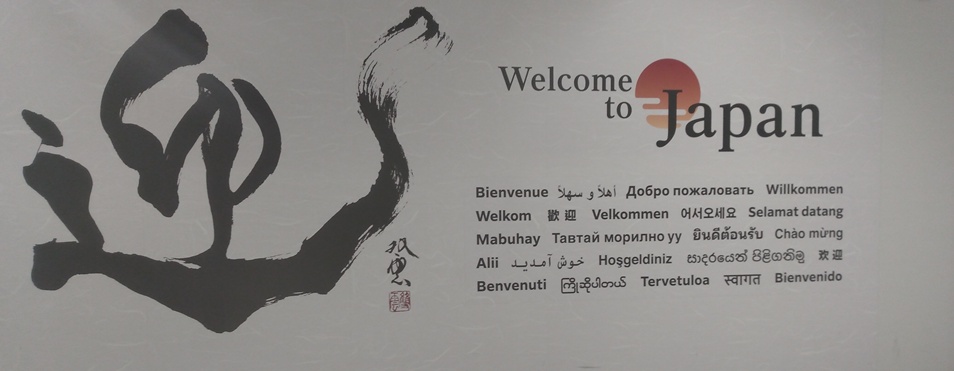 迎
Welcome
to Japan
Bienvenue أهلاً و سهلاً Добро пожаловать Willkommen
Welkom 歡迎 Velkommen 어서오세요 Selamat datang
Mabuhay Тавтай морилно уу ยินดีต้อนรับ Chào mừng
Alii خوش آمدید Hoşgeldiniz සාදරයෙන් පිළිගනිමු 欢迎
Benvenuti ကြိုဆိုပါတယ် Tervetuloa स्वागत Bienvenido